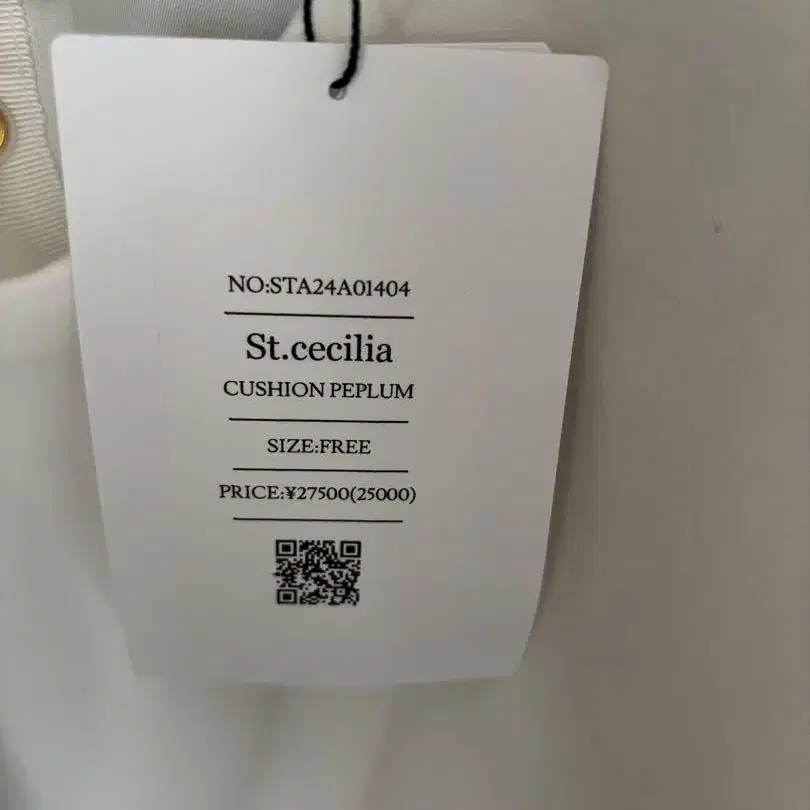 NO:STA24A01404
St.cecilia
CUSHION PEPLUM
SIZE:FREE
PRICE:¥27500(25000)